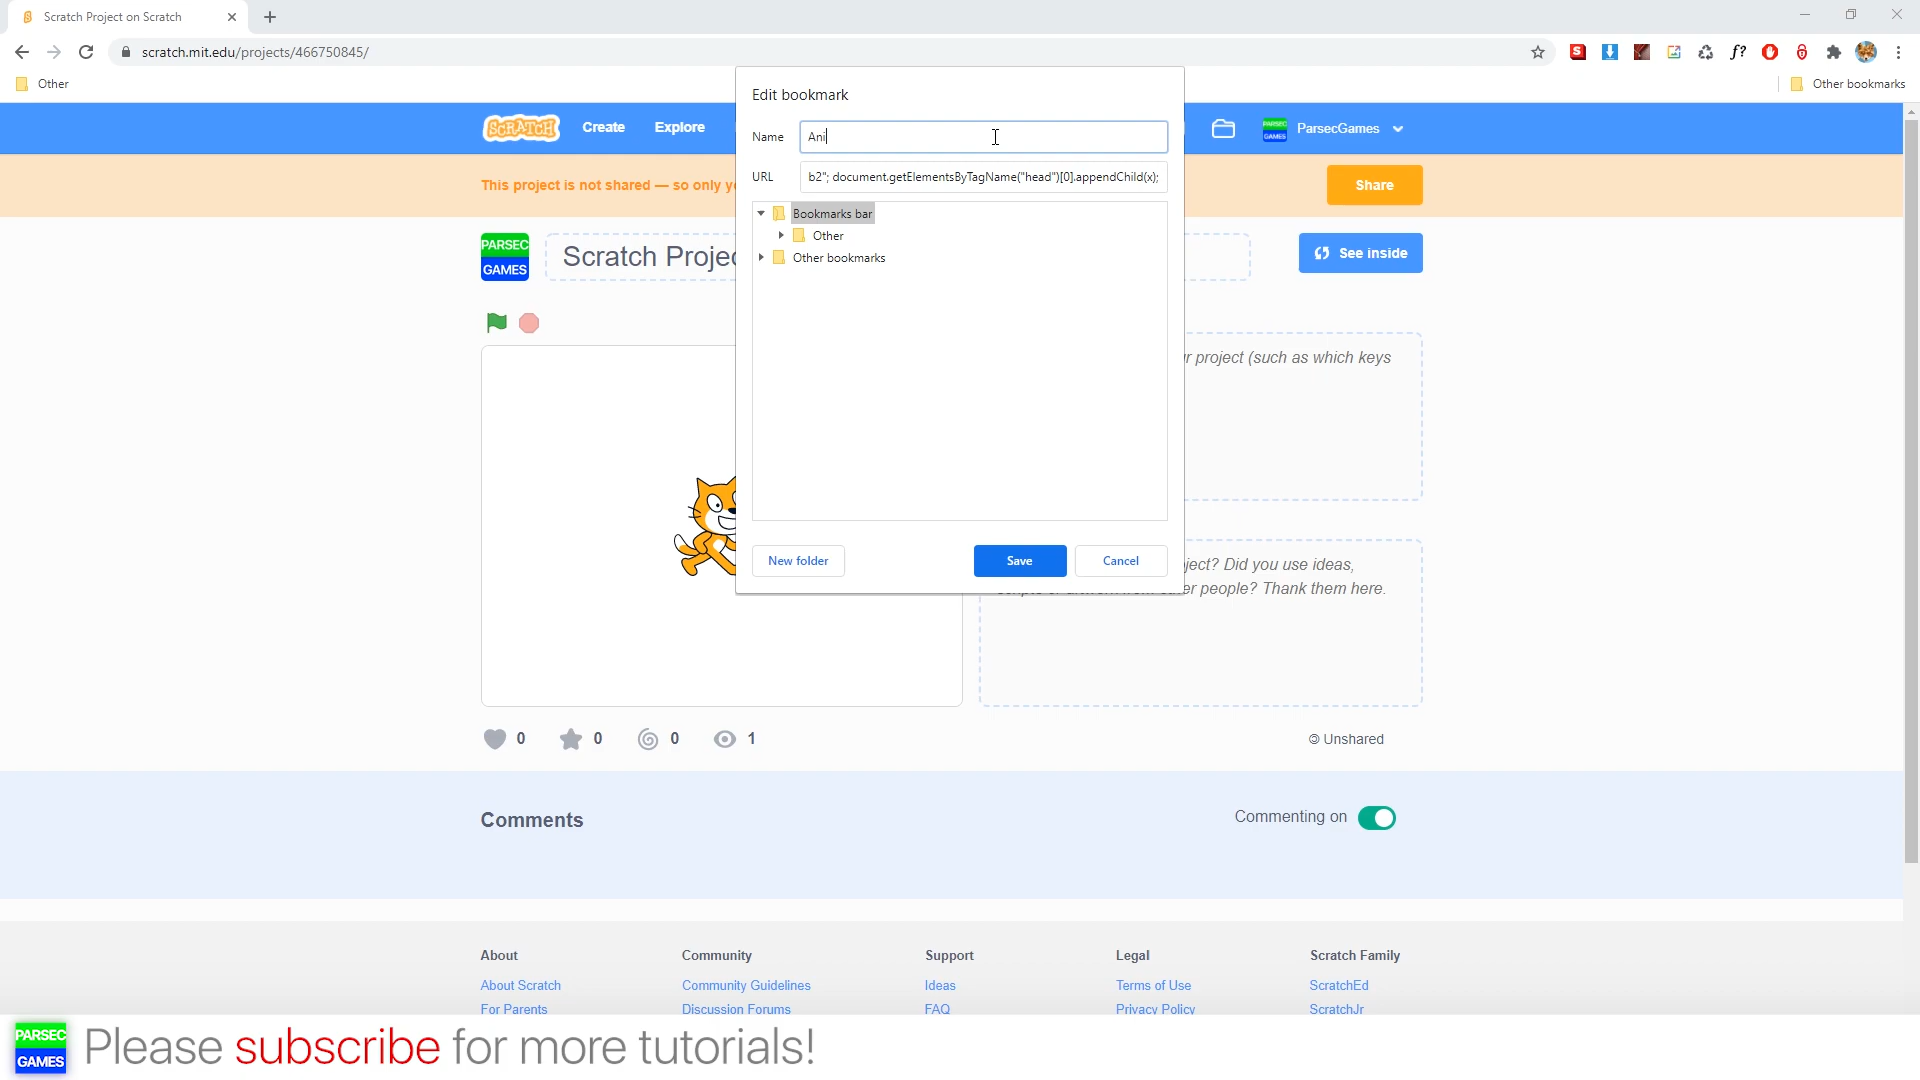 Scratch Project on Scratch
scratch.mit.edu/projects/466750845/
S
f?
Other
Other bookmarks
SCRATCH
Create
Explore
PARSEC
GAMES
ParsecGames
Edit bookmark
Name
Ani
URL
b2"; document.getElementsByTagName("head")[0].appendChild(x);
Bookmarks bar
Other
Other bookmarks
New folder
Save
Cancel
This project is not shared — so only y
Share
PARSEC
GAMES
Scratch Projec
See inside
r project (such as which keys
ject? Did you use ideas,
er people? Thank them here.
0
0
0
1
Unshared
Comments
Commenting on
About
Community
Support
Legal
Scratch Family
About Scratch
Community Guidelines
Ideas
Terms of Use
ScratchEd
For Parents
Discussion Forums
FAQ
Privacy Policy
ScratchJr
PARSEC
GAMES
Please subscribe for more tutorials!